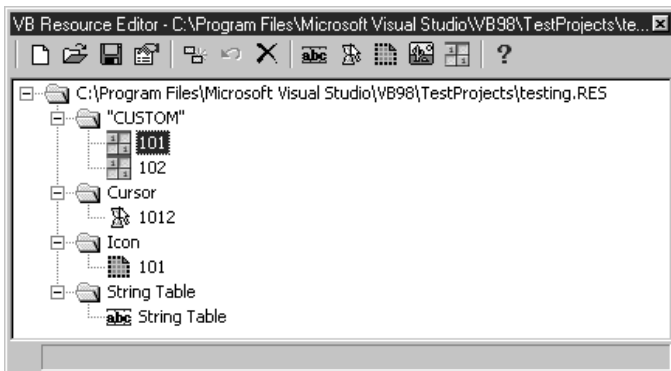 VB Resource Editor - C:\Program Files\Microsoft Visual Studio\VB98\TestProjects\te...
abc ?
C:\Program Files\Microsoft Visual Studio\VB98\TestProjects\testing.RES
"CUSTOM"
101
102
Cursor
1012
Icon
101
String Table
abc String Table